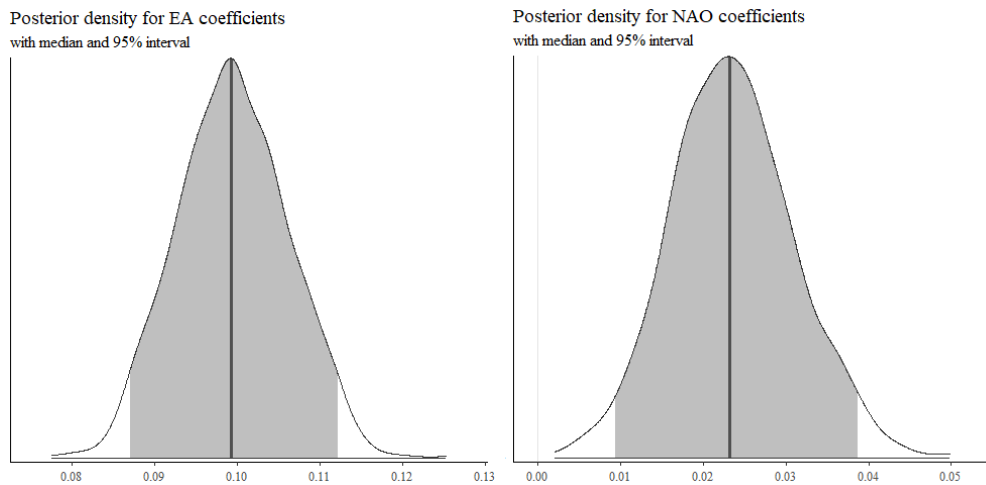 Posterior density for EA coefficients
with median and 95% interval
0.08 0.09 0.10 0.11 0.12 0.13
Posterior density for NAO coefficients
with median and 95% interval
0.00 0.01 0.02 0.03 0.04 0.05